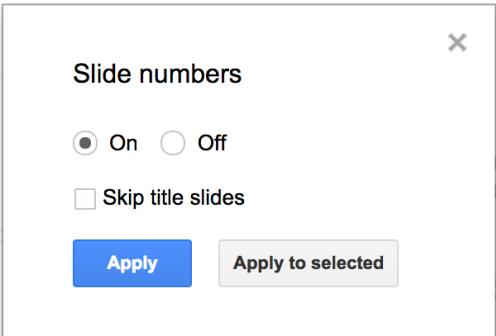 Slide numbers
On Off
Skip title slides
Apply Apply to selected